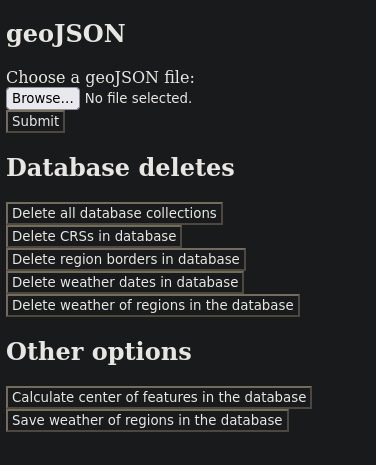 geoJSON
Choose a geoJSON file:
Browse... No file selected.
Submit
Database deletes
Delete all database collections
Delete CRSs in database
Delete region borders in database
Delete weather dates in database
Delete weather of regions in the database
Other options
Calculate center of features in the database
Save weather of regions in the database